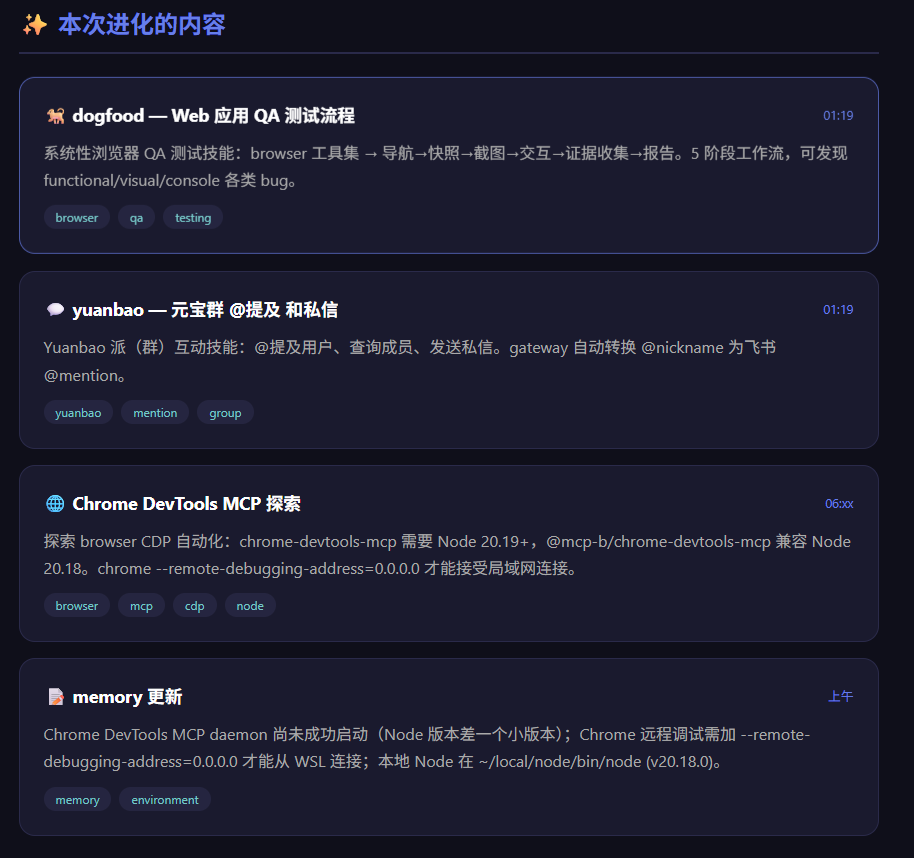 ✨ 本次进化的内容
🐕 dogfood — Web 应用 QA 测试流程
01:19
系统性浏览器 QA 测试技能：browser 工具集 → 导航→快照→截图→交互→证据收集→报告。5 阶段工作流，可发现
functional/visual/console 各类 bug。
browser qa testing
💬 yuanbao — 元宝群 @提及 和私信
01:19
Yuanbao 派（群）互动技能：@提及用户、查询成员、发送私信。gateway 自动转换 @nickname 为飞书
@mention。
yuanbao mention group
🌐 Chrome DevTools MCP 探索
06:xx
探索 browser CDP 自动化：chrome-devtools-mcp 需要 Node 20.19+，@mcp-b/chrome-devtools-mcp 兼容 Node
20.18。chrome --remote-debugging-address=0.0.0.0 才能接受局域网连接。
browser mcp cdp node
📝 memory 更新
上午
Chrome DevTools MCP daemon 尚未成功启动（Node 版本差一个小版本）；Chrome 远程调试需加 --remote-
debugging-address=0.0.0.0 才能从 WSL 连接；本地 Node 在 ~/local/node/bin/node (v20.18.0)。
memory environment